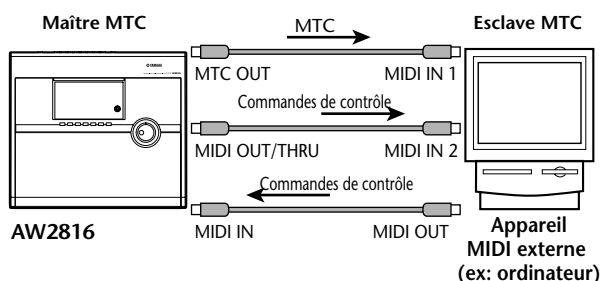 Maître MTC
MTC
Esclave MTC
YAMAHA
MTC OUT
MIDI IN 1
Commandes de contrôle
MIDI OUT/THRU
MIDI IN 2
Commandes de contrôle
MIDI IN
MIDI OUT
AW2816
Appareil
MIDI externe
(ex: ordinateur)